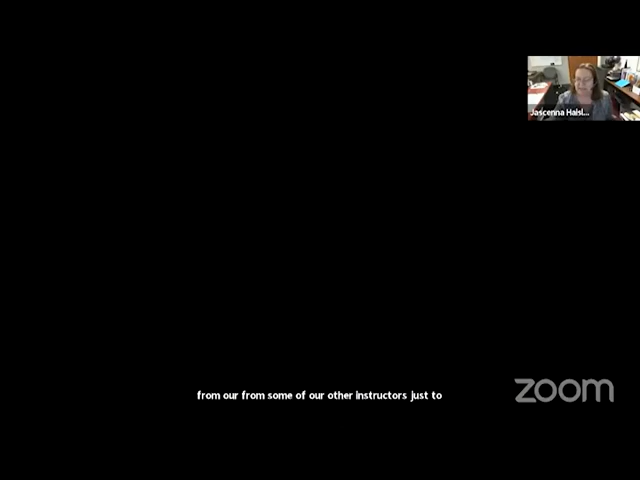 Jascenna Haisl...
from our from some of our other instructors just to
zoom